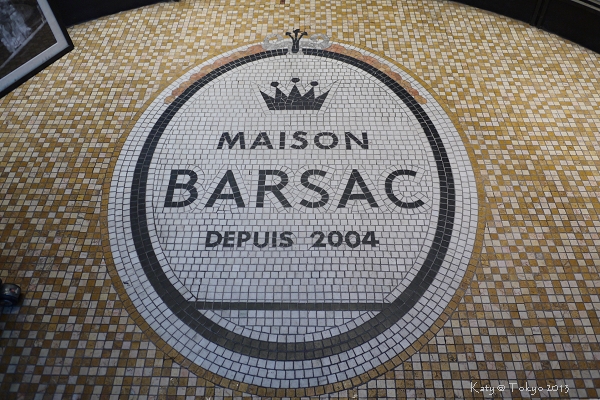 MAISON
BARSAC
DEPUIS 2004
Katy@Tokyo 2013